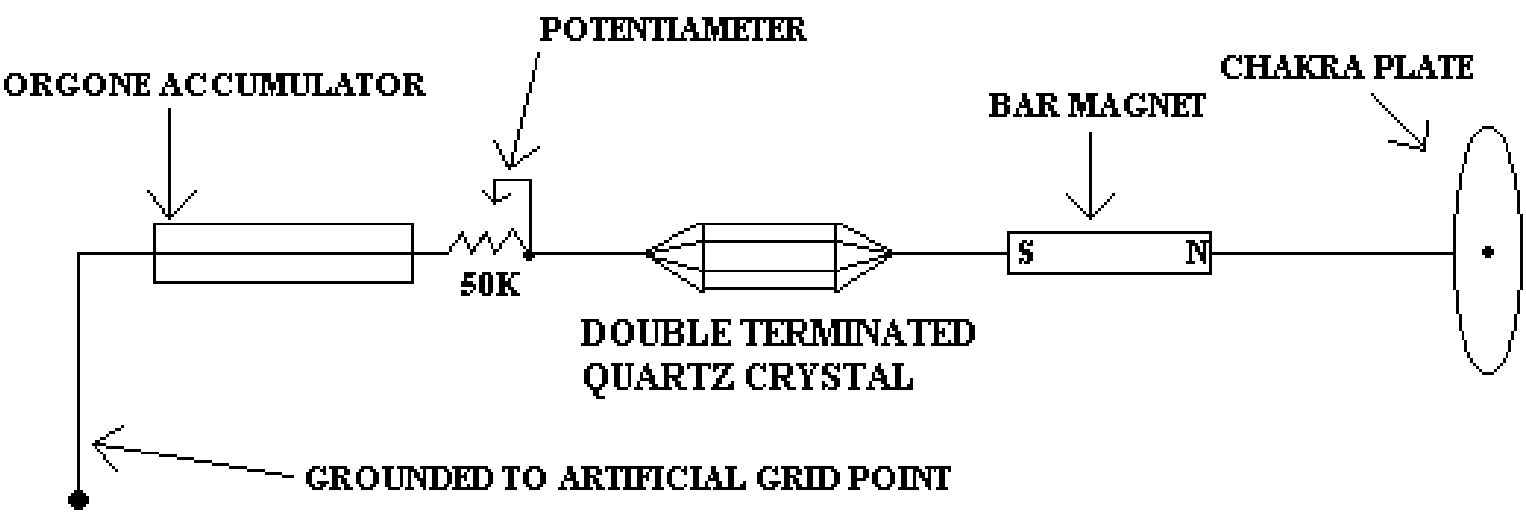 POTENTIAMETER
ORGONE ACCUMULATOR
CHAKRA PLATE
BAR MAGNET
S
N
50K
DOUBLE TERMINATED
QUARTZ CRYSTAL
GROUNDED TO ARTIFICIAL GRID POINT